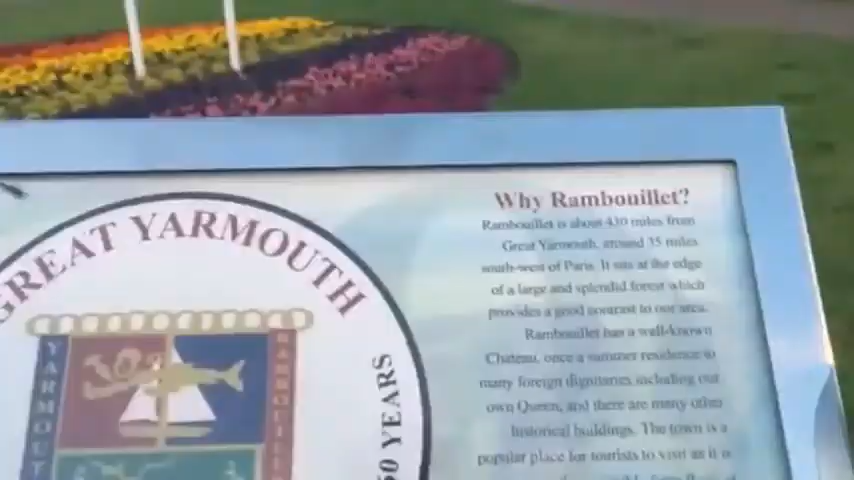 GREAT YARMOUTH
50 YEARS
YARMOUTH
RAMBOUILLET
Why Rambouillet?
Rambouillet is about 430 miles from
Great Yarmouth, around 35 miles
south-west of Paris. It sits at the edge
of a large and splendid forest which
provides a good contrast to our area.
Rambouillet has a well-known
Chateau, once a summer residence to
many foreign dignitaries including our
own Queen, and there are many other
historical buildings. The town is a
popular place for tourists to visit as it is